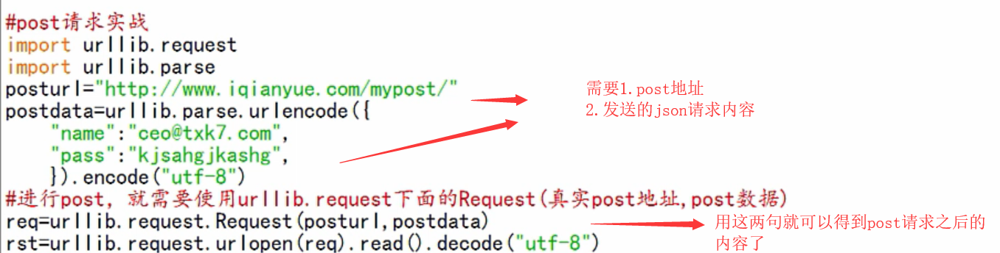 #post请求实战
import urllib.request
import urllib.parse
posturl="http://www.iqianyue.com/mypost/"
postdata=urllib.parse.urlencode({
"name":"ceo@txk7.com",
"pass":"kjsahgjkashg",
}).encode("utf-8")
#进行post，就需要使用urllib.request下面的Request(真实post地址,post数据)
req=urllib.request.Request(posturl,postdata)
rst=urllib.request.urlopen(req).read().decode("utf-8")
需要1.post地址
2.发送的json请求内容
用这两句就可以得到post请求之后的
内容了